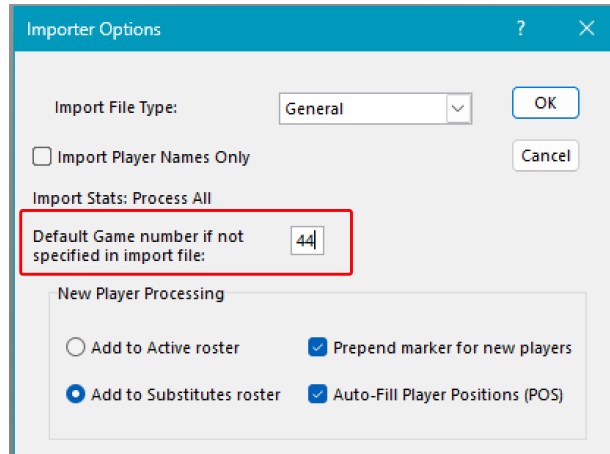 Importer Options ?
Import File Type: General OK
Import Player Names Only Cancel
Import Stats: Process All
Default Game number if not
specified in import file: 44
New Player Processing
Add to Active roster Prepend marker for new players
Add to Substitutes roster Auto-Fill Player Positions (POS)